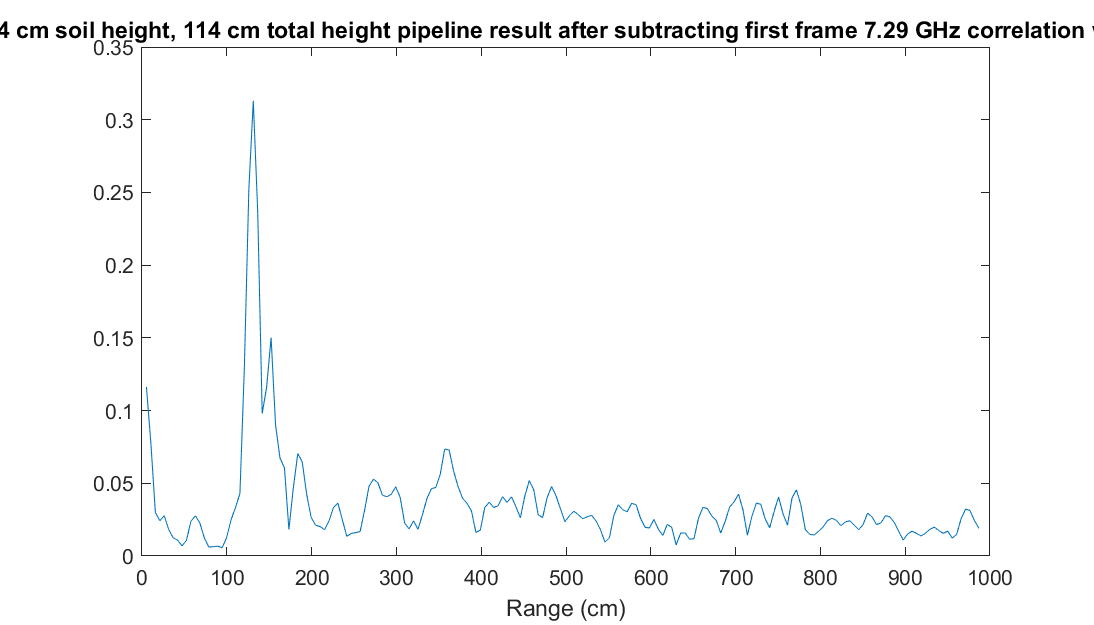 4 cm soil height, 114 cm total height pipeline result after subtracting first frame 7.29 GHz correlation
0.35
0.3
0.25
0.2
0.15
0.1
0.05
0
0 100 200 300 400 500 600 700 800 900 1000
Range (cm)